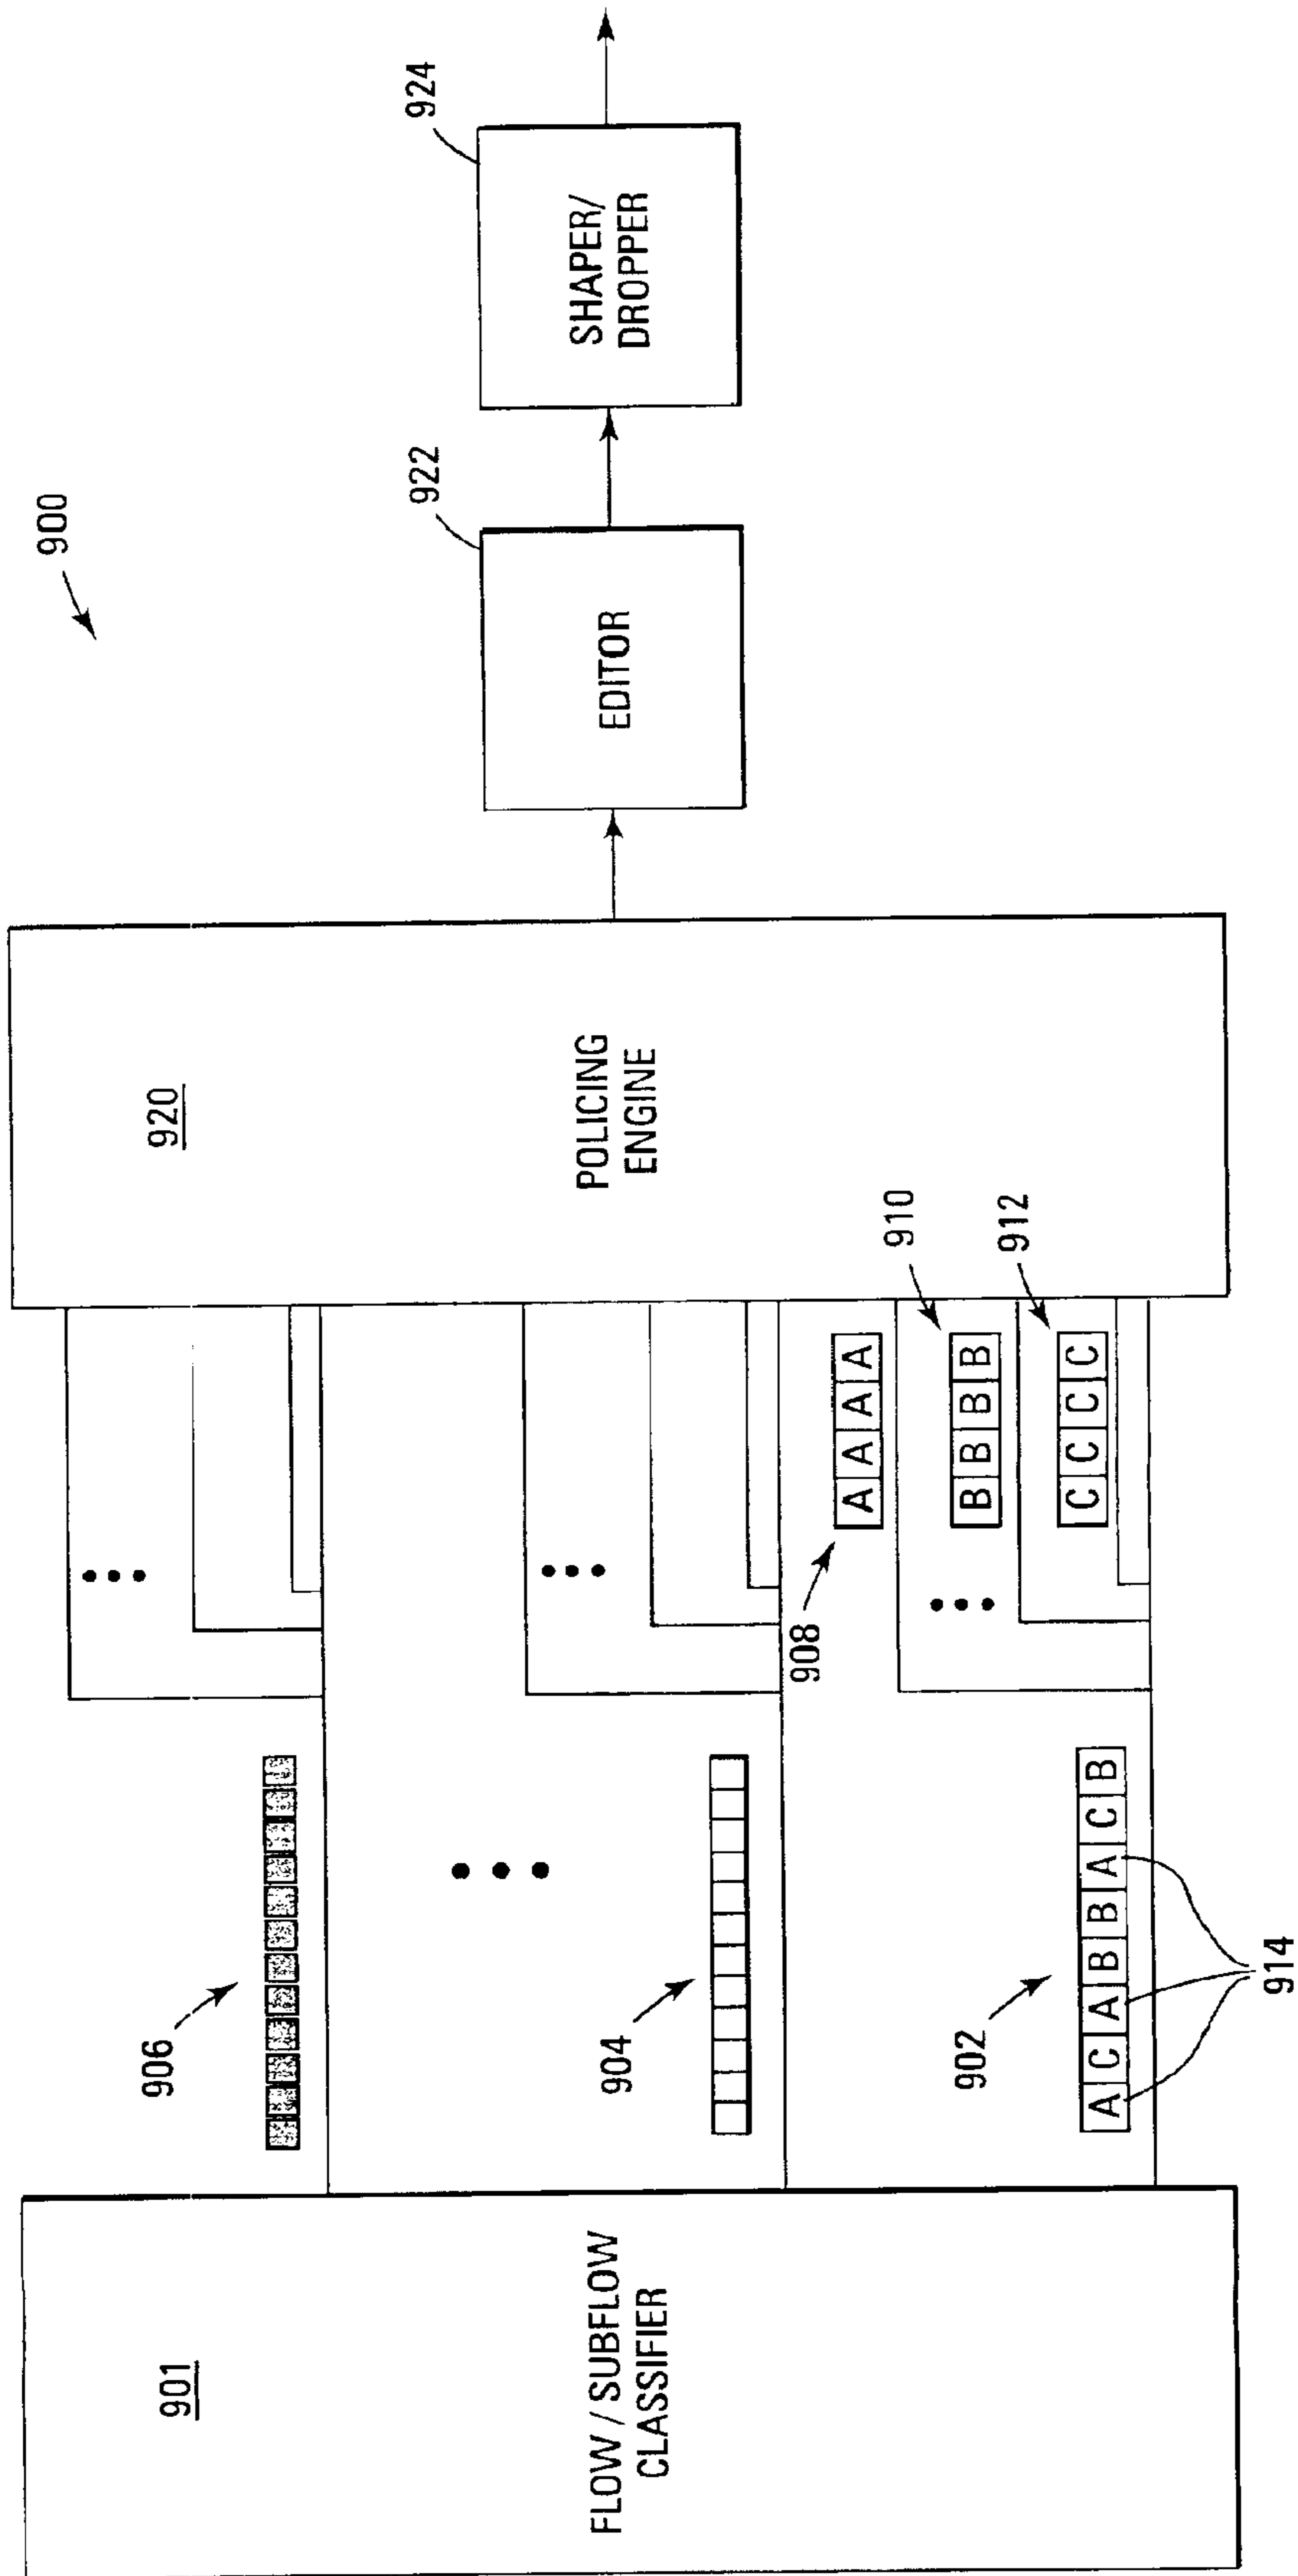 900
901
FLOW / SUBFLOW
CLASSIFIER
906
904
902
A C A B B A C B
914
908
A A A A
910
B B B B
912
C C C C
920
POLICING
ENGINE
922
EDITOR
924
SHAPER/
DROPPER